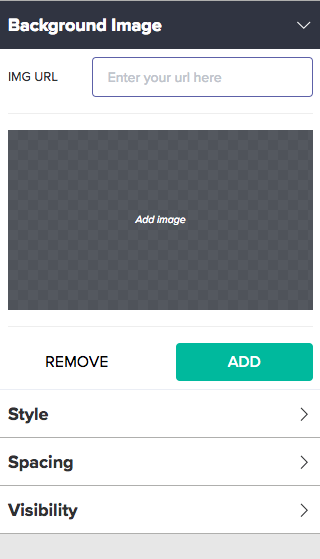 Background Image
IMG URL
Enter your url here
Add image
REMOVE
ADD
Style
Spacing
Visibility